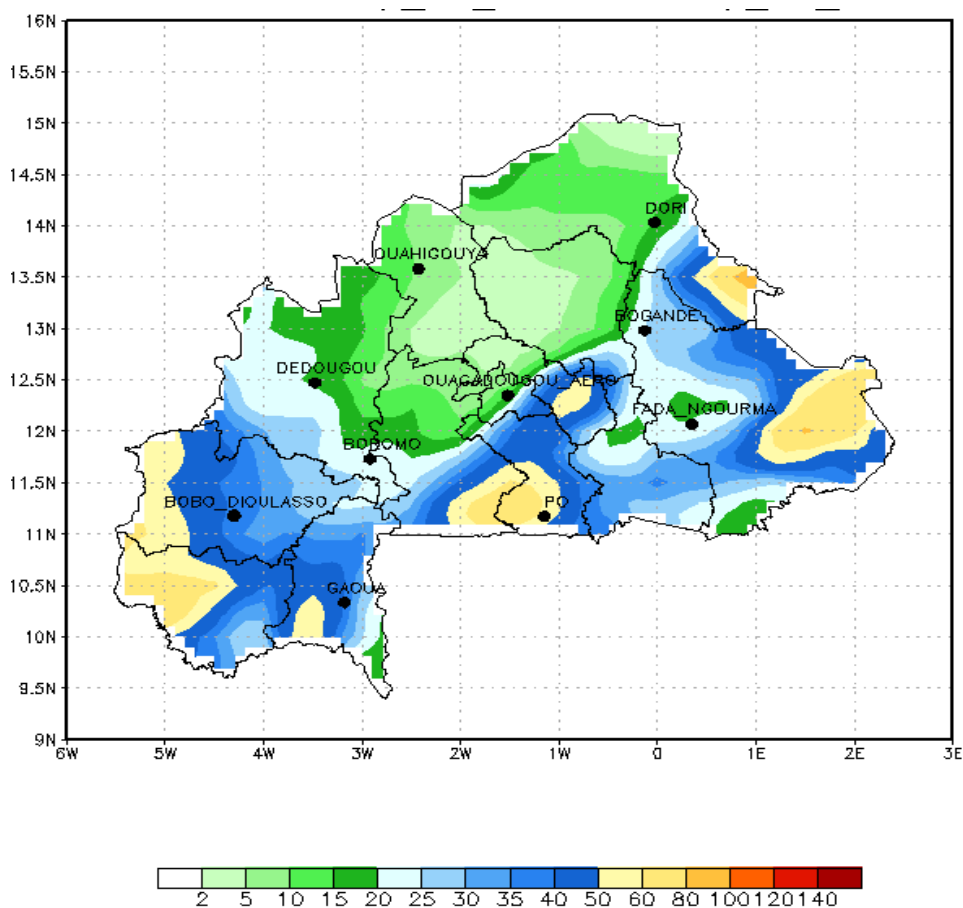 16N
15.5N
15N
14.5N
14N
13.5N
13N
12.5N
12N
11.5N
11N
10.5N
10N
9.5N
9N
DORI
OUAHIGOUYA
BOGANDE
DEDOUGOU
OUAGADOUGOU_AERO
FADA_NGOURMA
BOROMO
BOBO_DIOULASSO
PO
GAOUA
6W 5W 4W 3W 2W 1W 0 1E 2E 3E
2 5 10 15 20 25 30 35 40 50 60 80 100 120 140